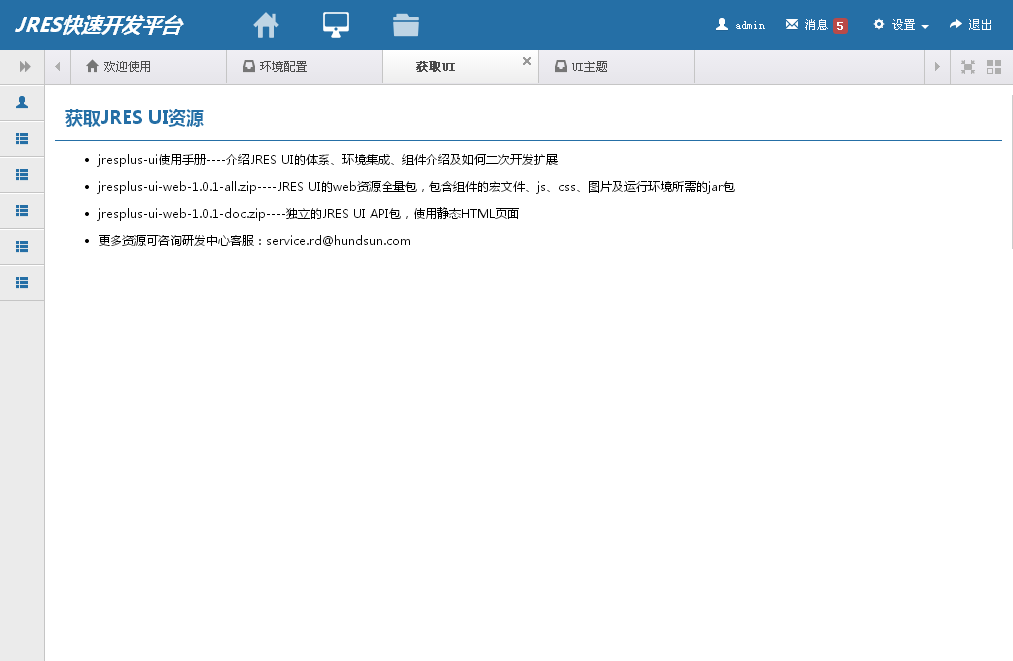 JRES快速开发平台
admin 消息 5 设置 退出
欢迎使用 环境配置 获取UI UI主题
获取JRES UI资源
jresplus-ui使用手册----介绍JRES UI的体系、环境集成、组件介绍及如何二次开发扩展
jresplus-ui-web-1.0.1-all.zip----JRES UI的web资源全量包，包含组件的宏文件、js、css、图片及运行环境所需的jar包
jresplus-ui-web-1.0.1-doc.zip----独立的JRES UI API包，使用静态HTML页面
更多资源可咨询研发中心客服：service.rd@hundsun.com